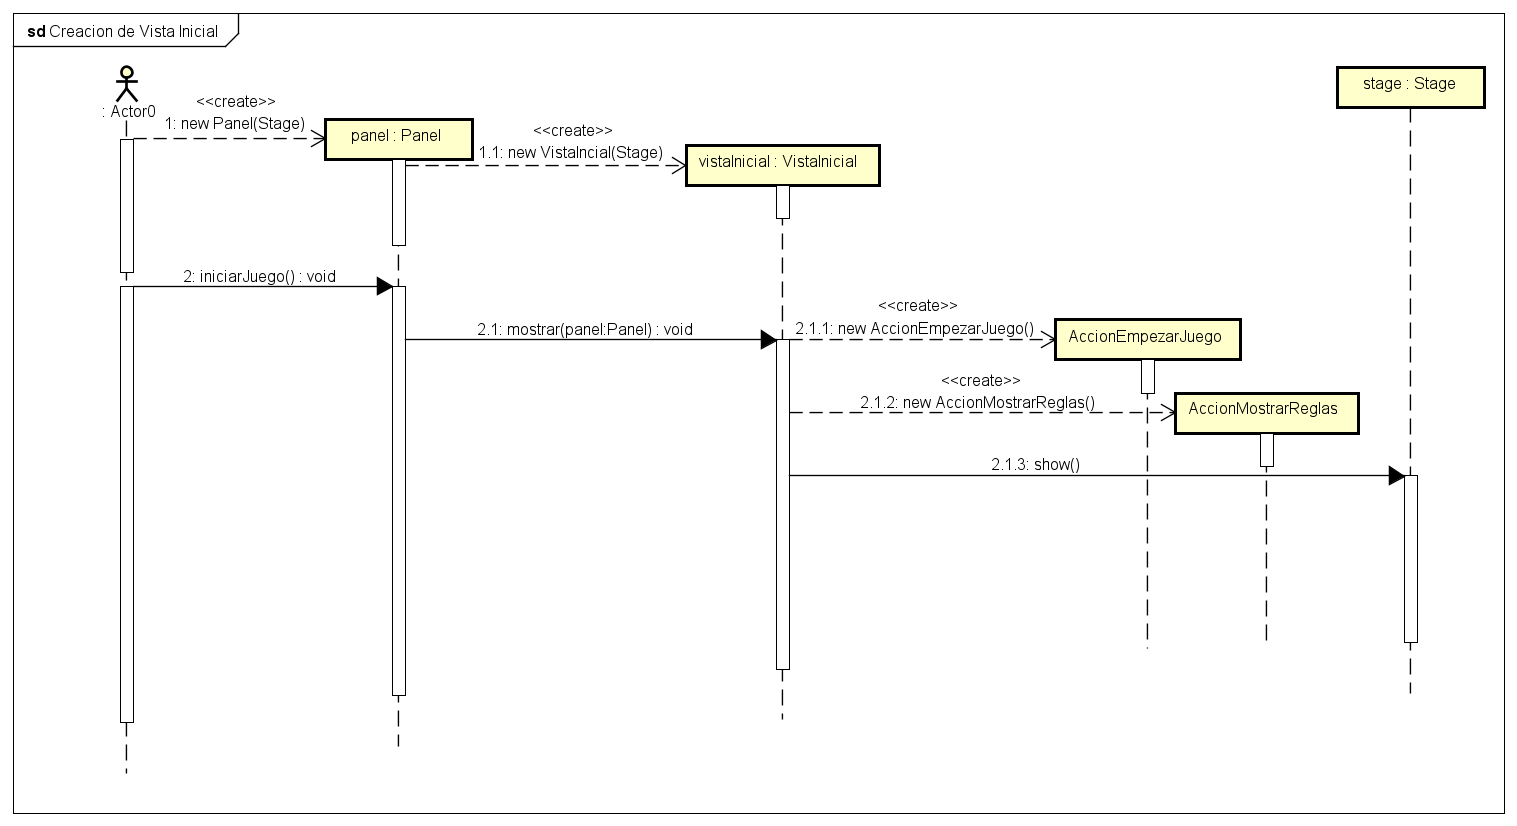 sd Creacion de Vista Inicial
stage : Stage
: Actor0
<<create>>
1: new Panel(Stage)
panel : Panel
<<create>>
1.1: new VistaIncial(Stage)
vistaInicial : VistaInicial
2: iniciarJuego() : void
2.1: mostrar(panel:Panel) : void
<<create>>
2.1.1: new AccionEmpezarJuego()
AccionEmpezarJuego
<<create>>
2.1.2: new AccionMostrarReglas()
AccionMostrarReglas
2.1.3: show()